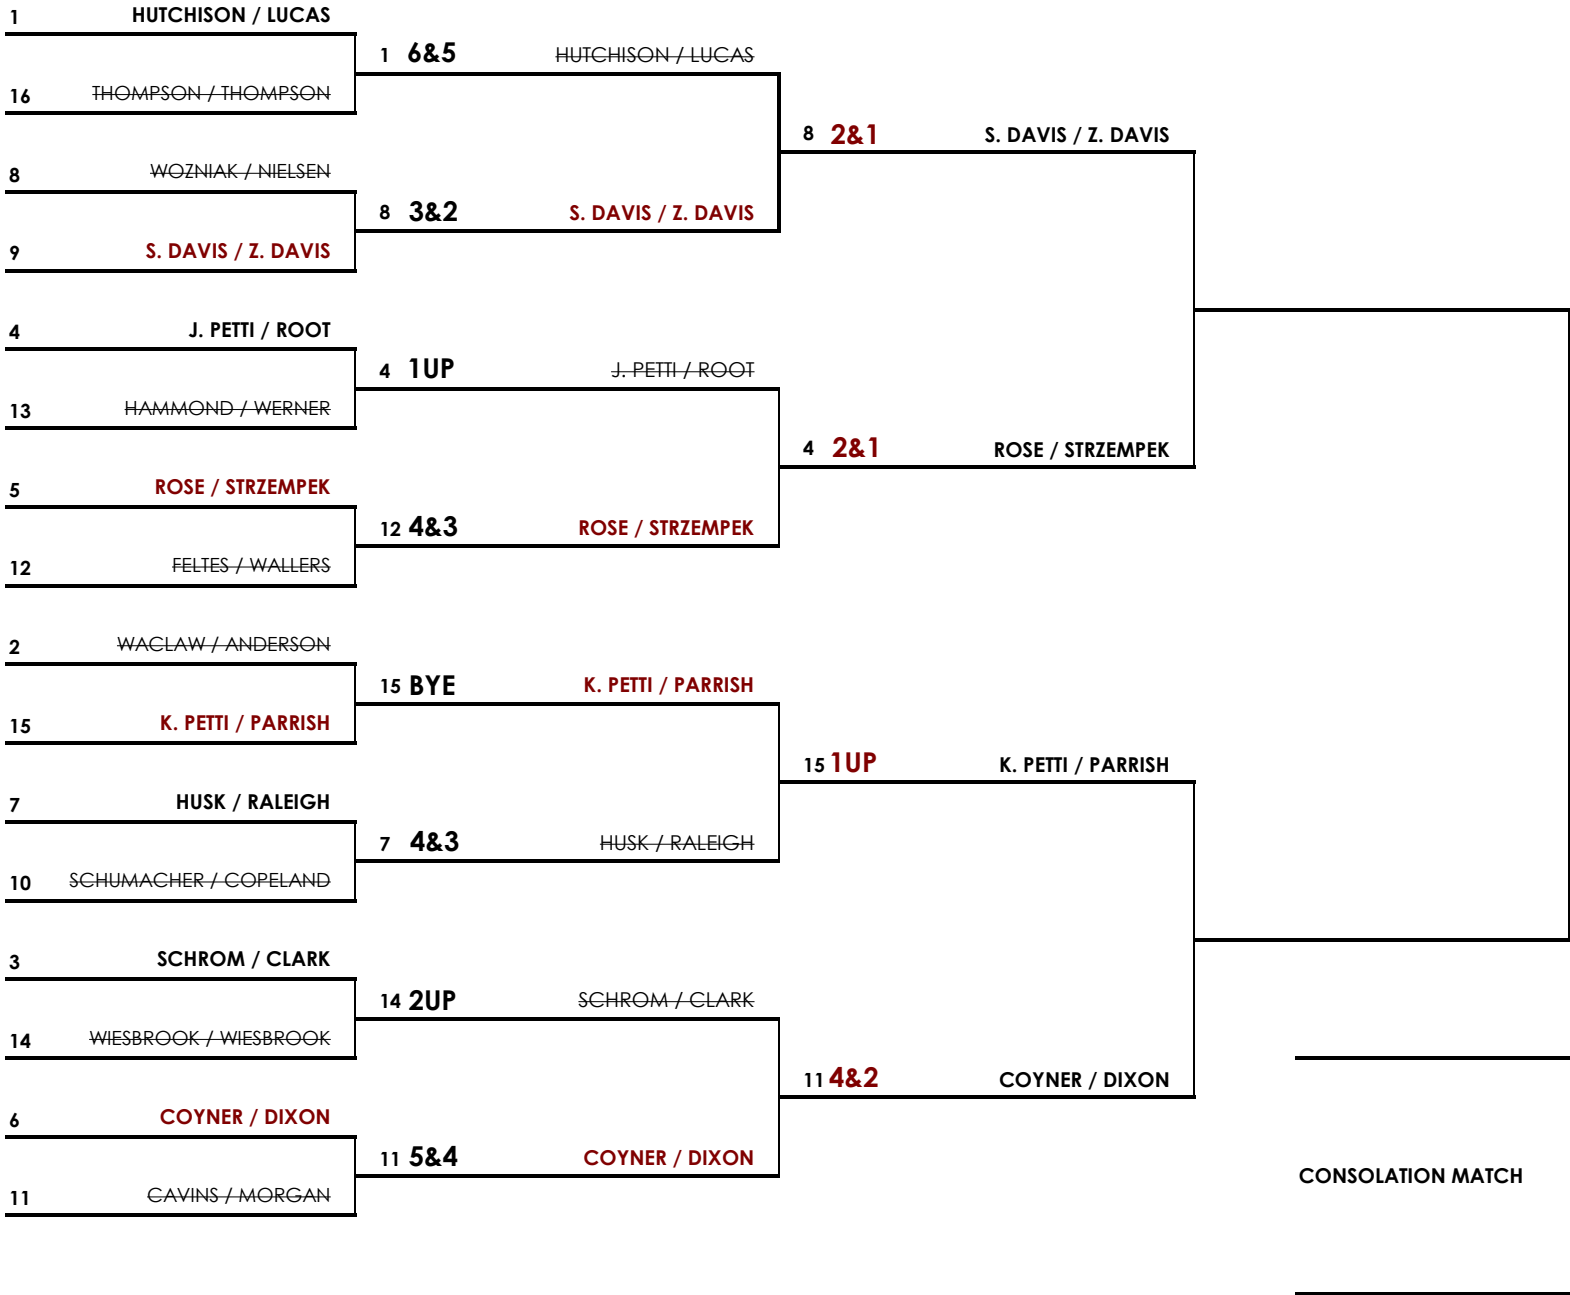 1 HUTCHISON / LUCAS
1 6&5 HUTCHISON / LUCAS
16 THOMPSON / THOMPSON
8 2&1 S. DAVIS / Z. DAVIS
8 WOZNIAK / NIELSEN
8 3&2 S. DAVIS / Z. DAVIS
9 S. DAVIS / Z. DAVIS
4 J. PETTI / ROOT
4 1UP J. PETTI / ROOT
13 HAMMOND / WERNER
4 2&1 ROSE / STRZEMPEK
5 ROSE / STRZEMPEK
12 4&3 ROSE / STRZEMPEK
12 FELTES / WALLERS
2 WACLAW / ANDERSON
15 BYE K. PETTI / PARRISH
15 K. PETTI / PARRISH
15 1UP K. PETTI / PARRISH
7 HUSK / RALEIGH
7 4&3 HUSK / RALEIGH
10 SCHUMACHER / COPELAND
3 SCHROM / CLARK
14 2UP SCHROM / CLARK
14 WIESBROOK / WIESBROOK
11 4&2 COYNER / DIXON
6 COYNER / DIXON
11 5&4 COYNER / DIXON
CONSOLATION MATCH
11 CAVINS / MORGAN